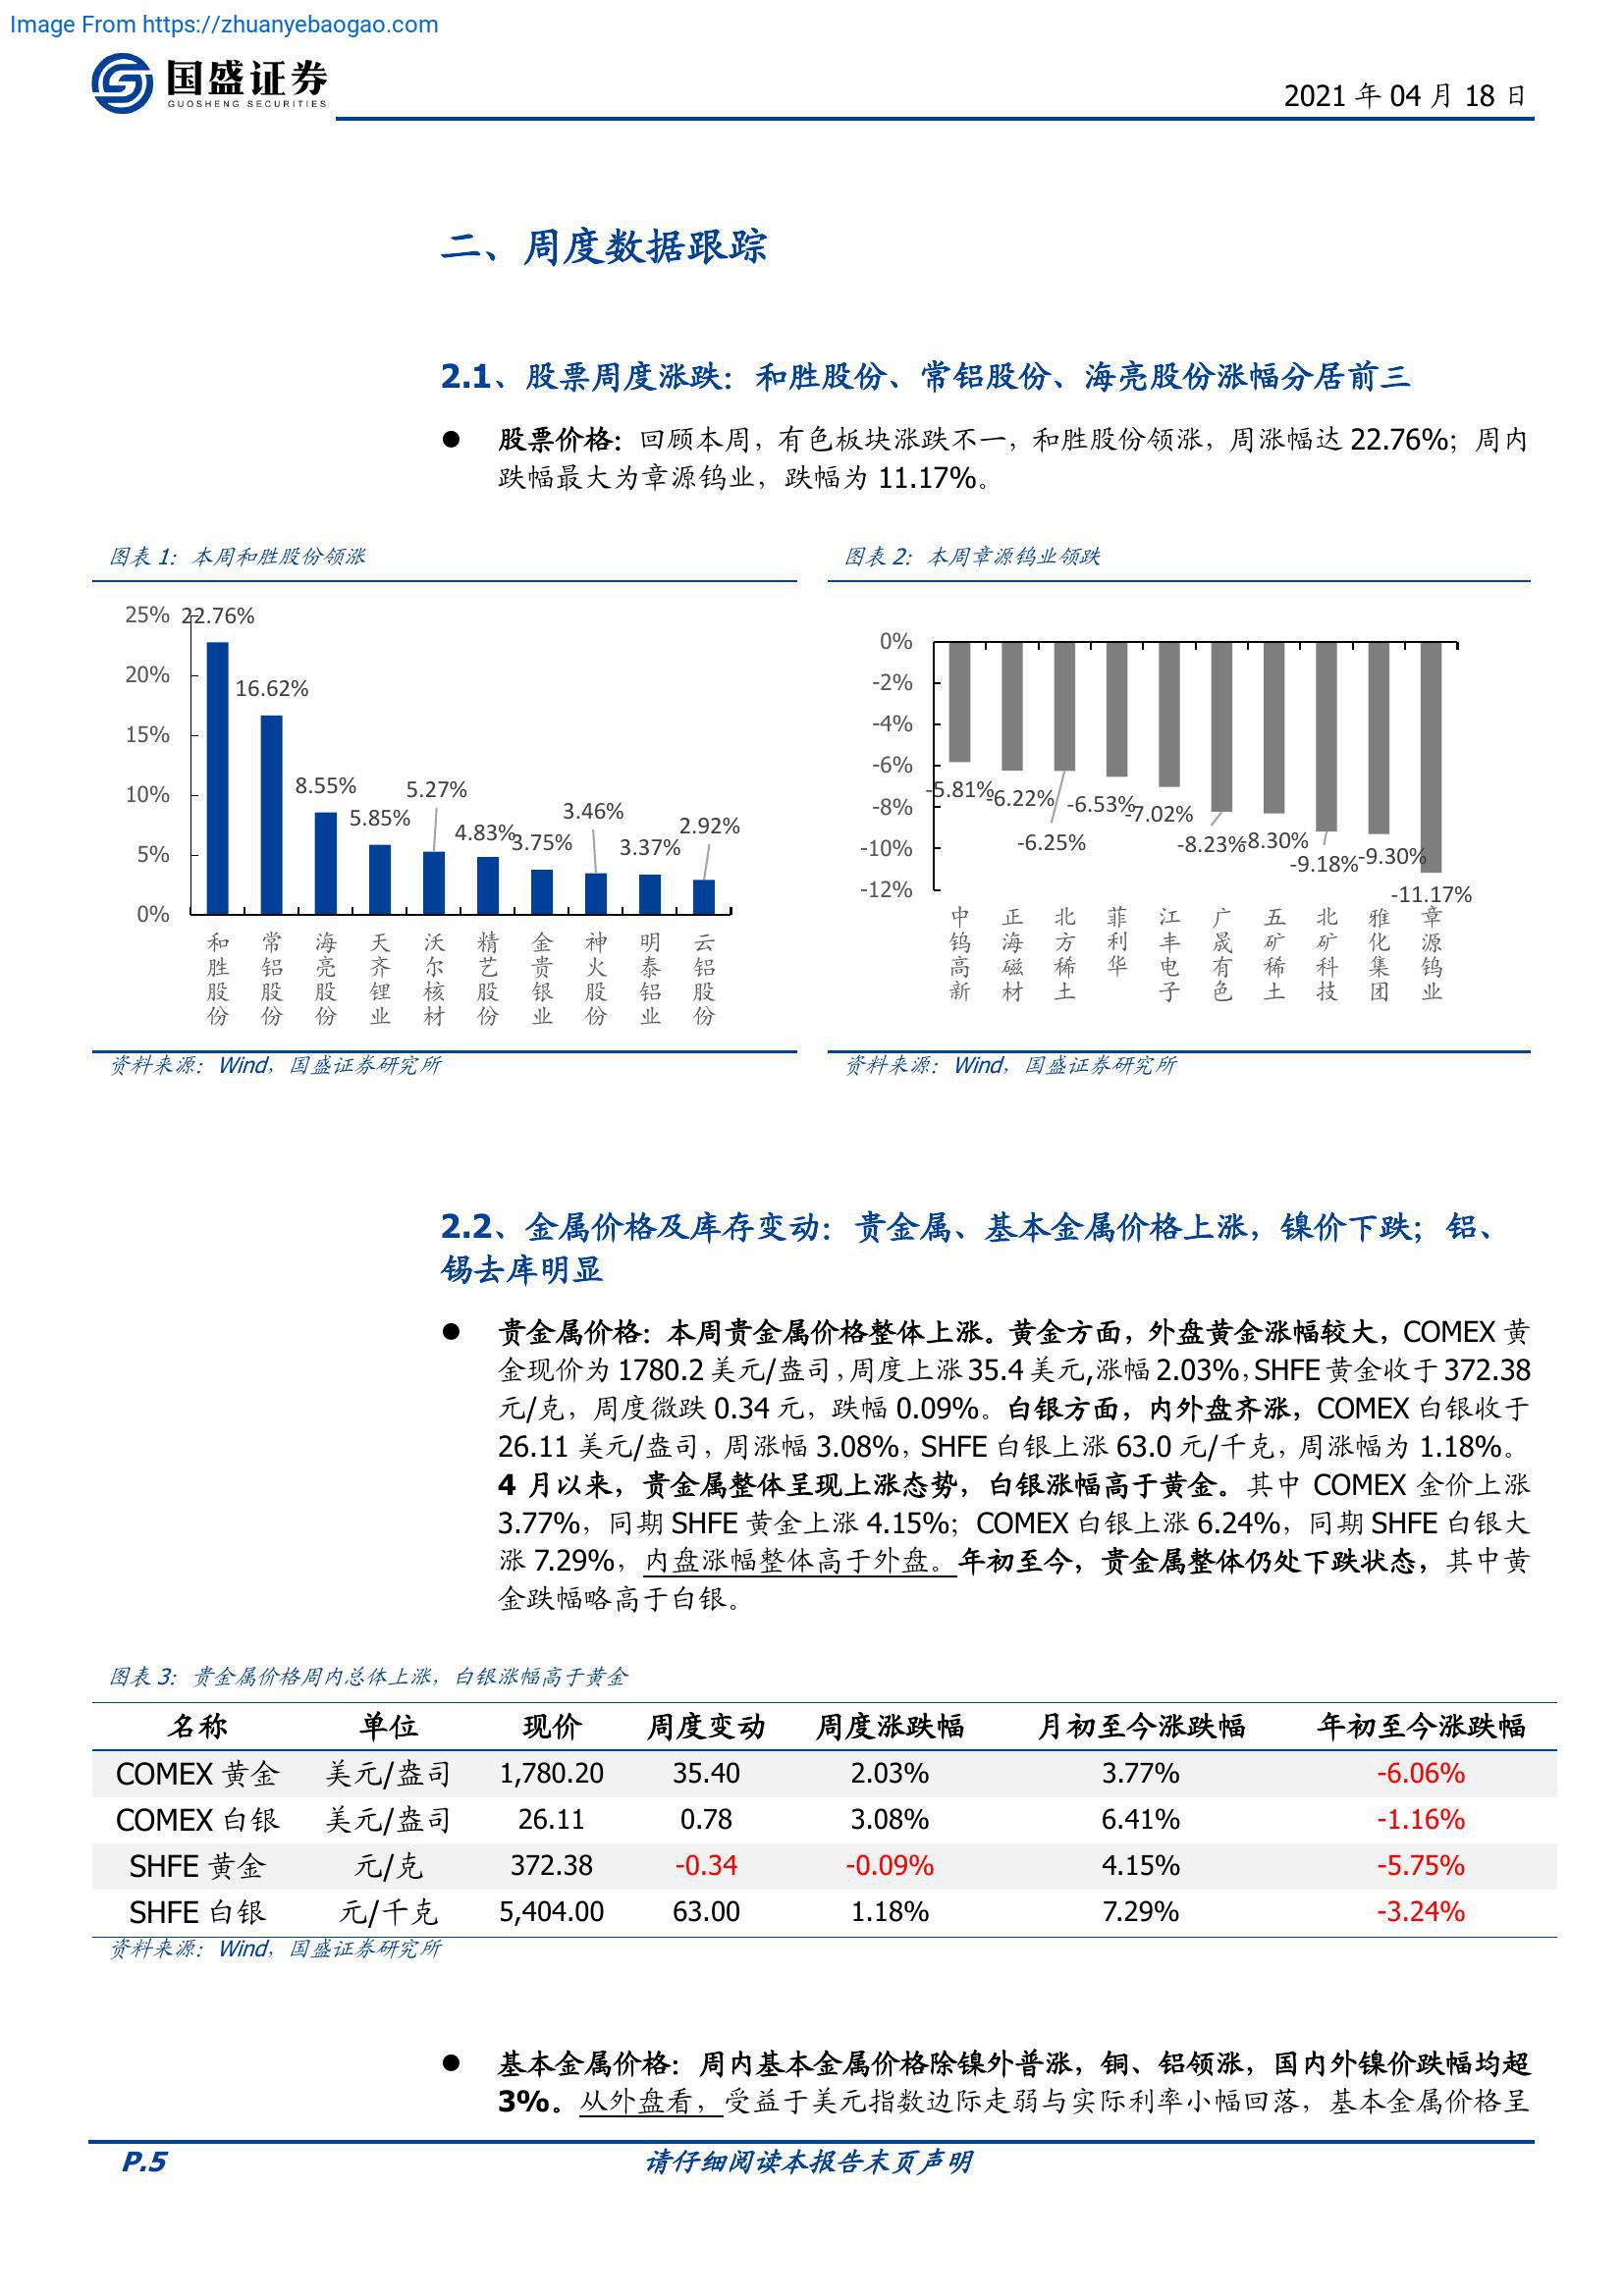 Image From https://zhuanyebaogao.com
国盛证券
GUOSHENG SECURITIES
2021 年 04 月 18 日
二、周度数据跟踪
2.1、股票周度涨跌：和胜股份、常铝股份、海亮股份涨幅分居前三
● 股票价格：回顾本周，有色板块涨跌不一，和胜股份领涨，周涨幅达 22.76%；周内
跌幅最大为章源钨业，跌幅为 11.17%。
图表 1：本周和胜股份领涨
25%
20%
15%
10%
5%
0%
22.76%
16.62%
8.55%
5.85%
5.27%
4.83%
3.75%
3.46%
3.37%
2.92%
和胜股份
常铝股份
海亮股份
天齐锂业
沃尔核材
精艺股份
金贵银业
神火股份
明泰铝业
云铝股份
资料来源：Wind，国盛证券研究所
图表 2：本周章源钨业领跌
0%
-2%
-4%
-6%
-8%
-10%
-12%
-5.81%
-6.22%
-6.25%
-6.53%
-7.02%
-8.23%
-8.30%
-9.18%
-9.30%
-11.17%
中钨高新
正海磁材
北方稀土
菲利华
江丰电子
广晟有色
五矿稀土
北矿科技
雅化集团
章源钨业
资料来源：Wind，国盛证券研究所
2.2、金属价格及库存变动：贵金属、基本金属价格上涨，镍价下跌；铝、
锡去库明显
● 贵金属价格：本周贵金属价格整体上涨。黄金方面，外盘黄金涨幅较大，COMEX 黄
金现价为 1780.2 美元/盎司，周度上涨 35.4 美元,涨幅 2.03%，SHFE 黄金收于 372.38
元/克，周度微跌 0.34 元，跌幅 0.09%。白银方面，内外盘齐涨，COMEX 白银收于
26.11 美元/盎司，周涨幅 3.08%，SHFE 白银上涨 63.0 元/千克，周涨幅为 1.18%。
4 月以来，贵金属整体呈现上涨态势，白银涨幅高于黄金。其中 COMEX 金价上涨
3.77%，同期 SHFE 黄金上涨 4.15%；COMEX 白银上涨 6.24%，同期 SHFE 白银大
涨 7.29%，内盘涨幅整体高于外盘。年初至今，贵金属整体仍处下跌状态，其中黄
金跌幅略高于白银。
图表 3：贵金属价格周内总体上涨，白银涨幅高于黄金
名称 单位 现价 周度变动 周度涨跌幅 月初至今涨跌幅 年初至今涨跌幅
COMEX 黄金 美元/盎司 1,780.20 35.40 2.03% 3.77% -6.06%
COMEX 白银 美元/盎司 26.11 0.78 3.08% 6.41% -1.16%
SHFE 黄金 元/克 372.38 -0.34 -0.09% 4.15% -5.75%
SHFE 白银 元/千克 5,404.00 63.00 1.18% 7.29% -3.24%
资料来源：Wind，国盛证券研究所
● 基本金属价格：周内基本金属价格除镍外普涨，铜、铝领涨，国内外镍价跌幅均超
3%。从外盘看，受益于美元指数边际走弱与实际利率小幅回落，基本金属价格呈
P.5
请仔细阅读本报告末页声明